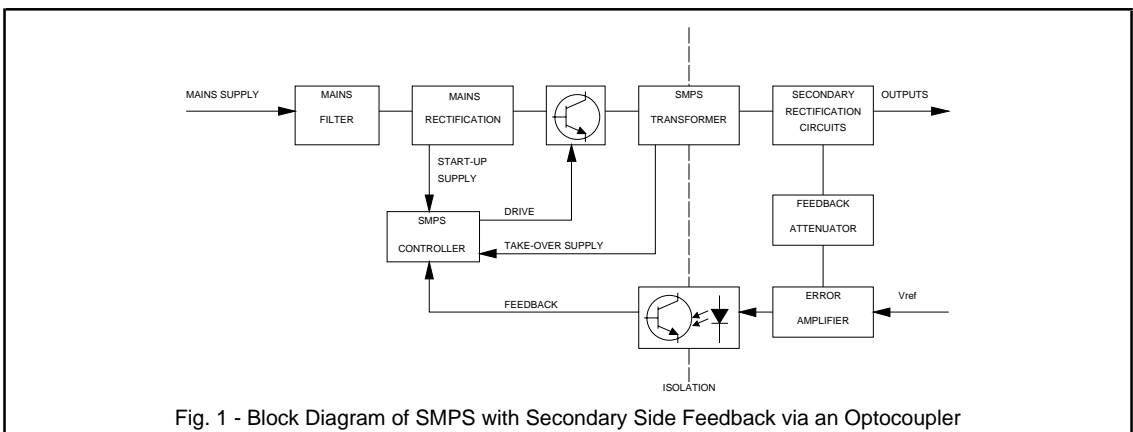 MAINS SUPPLY
MAINS
FILTER
MAINS
RECTIFICATION
SMPS
TRANSFORMER
SECONDARY
RECTIFICATION
CIRCUITS
OUTPUTS
START-UP
SUPPLY
DRIVE
SMPS
CONTROLLER
TAKE-OVER SUPPLY
FEEDBACK
ATTENUATOR
FEEDBACK
ERROR
AMPLIFIER
Vref
ISOLATION
Fig. 1 - Block Diagram of SMPS with Secondary Side Feedback via an Optocoupler